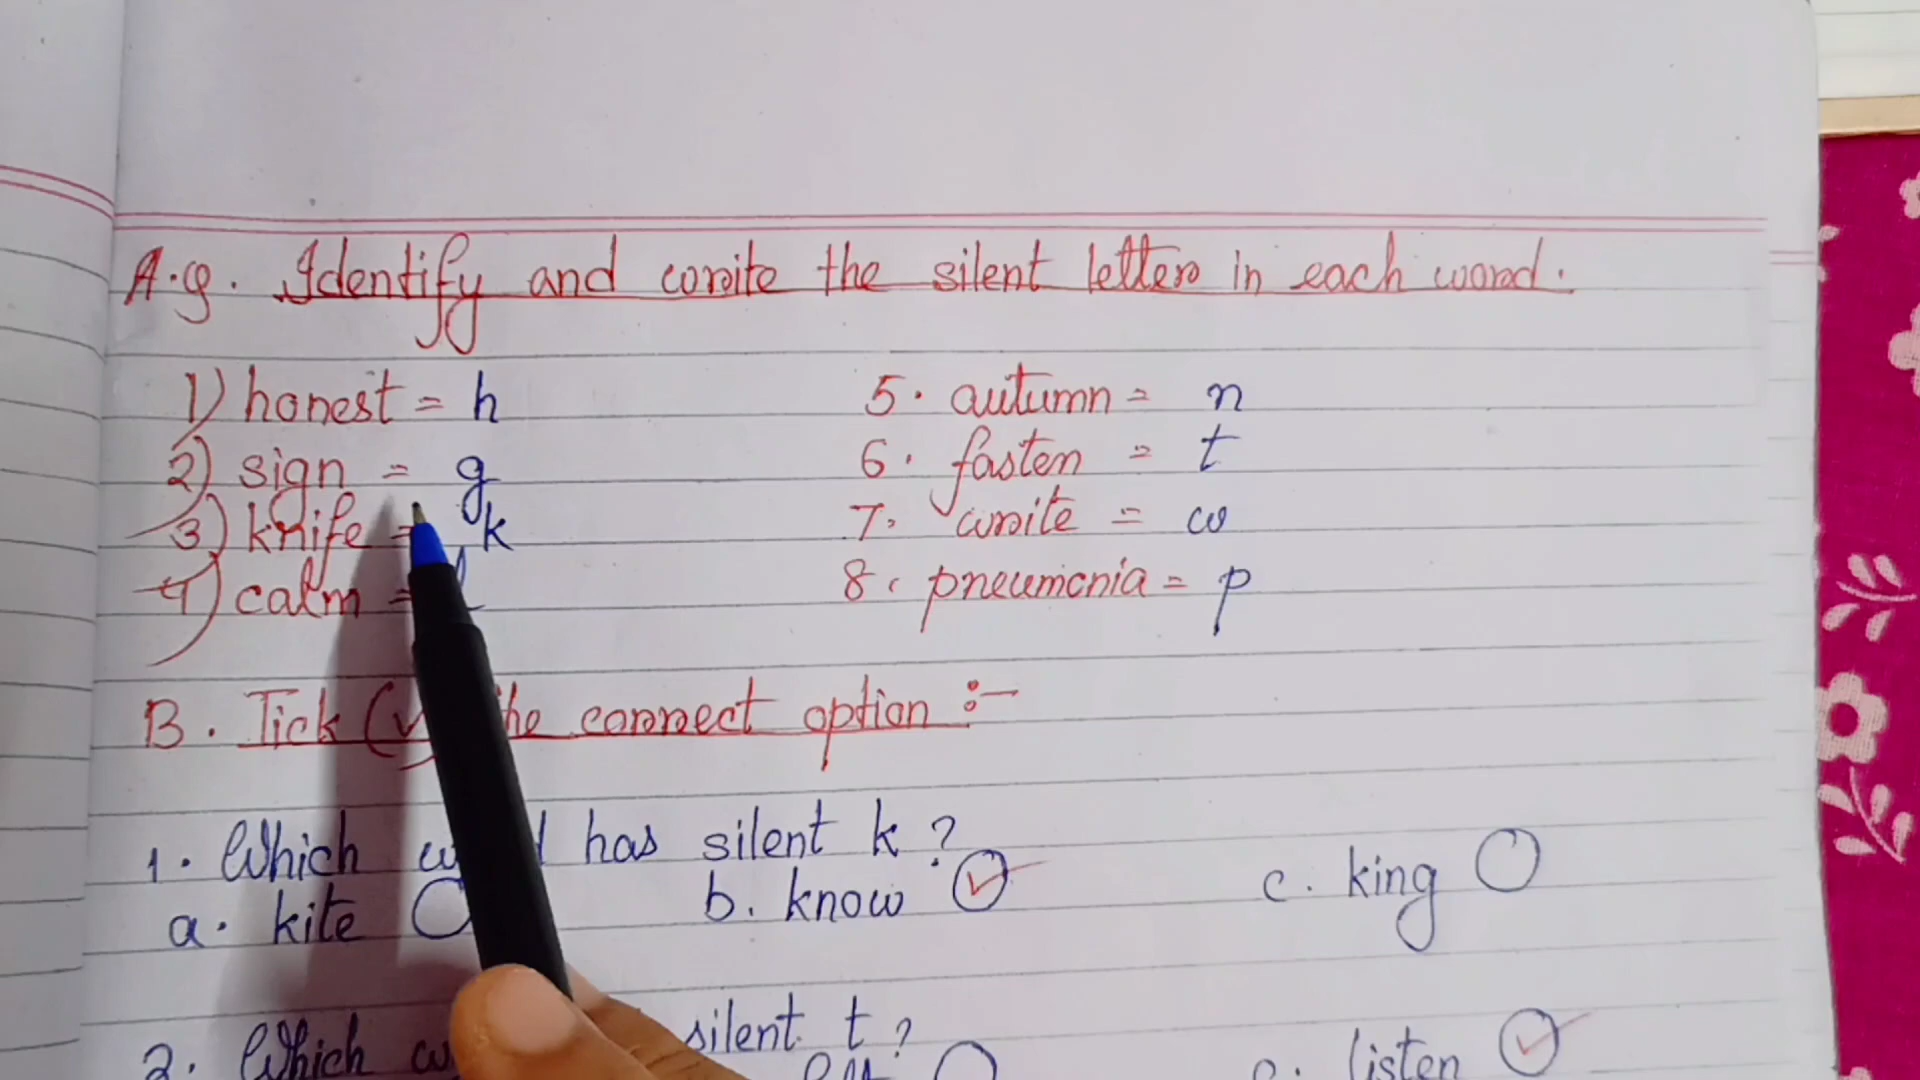 A.g. Identify and write the silent letter in each word.
1) honest = h
2) sign = g
3) knife = k
4) calm = l
5. autumn = n
6. fasten = t
7. write = w
8. pneumonia = p
B. Tick (✓) the correct option :-
1. Which word has silent k ?
a. kite b. know ✓ c. king
2. Which silent t ?
c. listen ✓